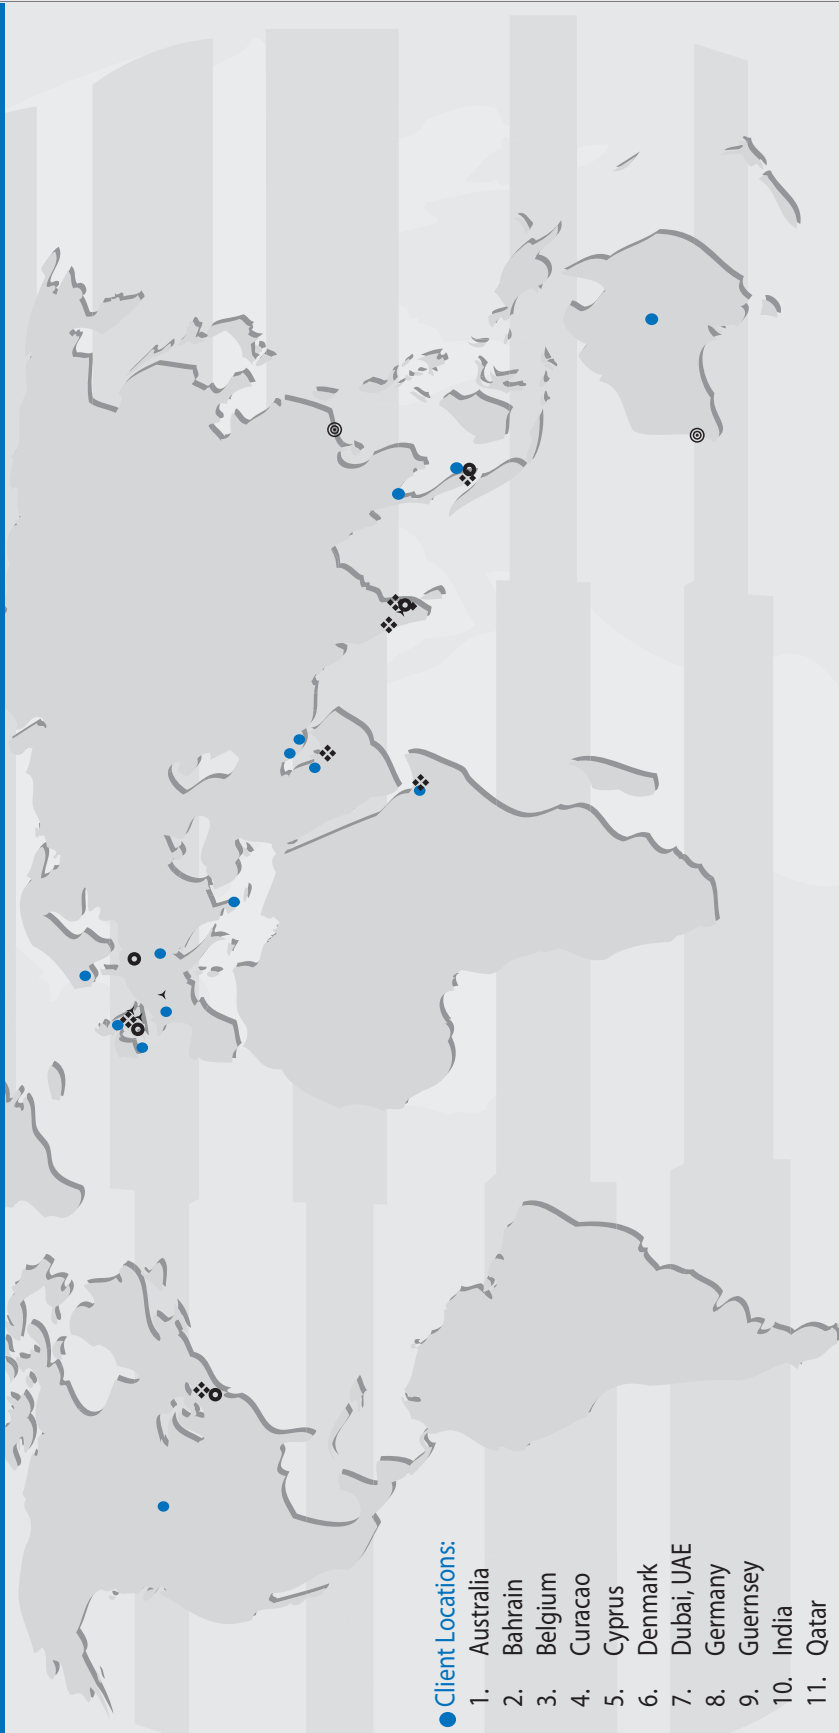 Client Locations:
1. Australia
2. Bahrain
3. Belgium
4. Curacao
5. Cyprus
6. Denmark
7. Dubai, UAE
8. Germany
9. Guernsey
10. India
11. Qatar